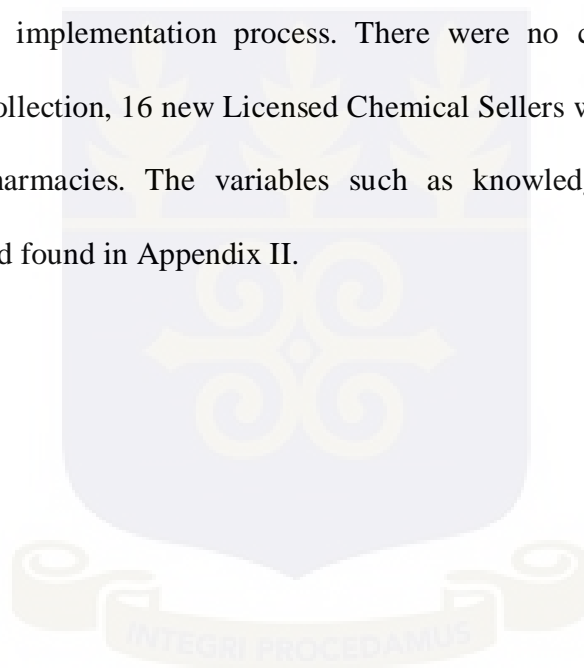 implementation process. There were no
ollection, 16 new Licensed Chemical Sellers
harmacies. The variables such as
d found in Appendix II.
INTEGRI PROCEDAMUS